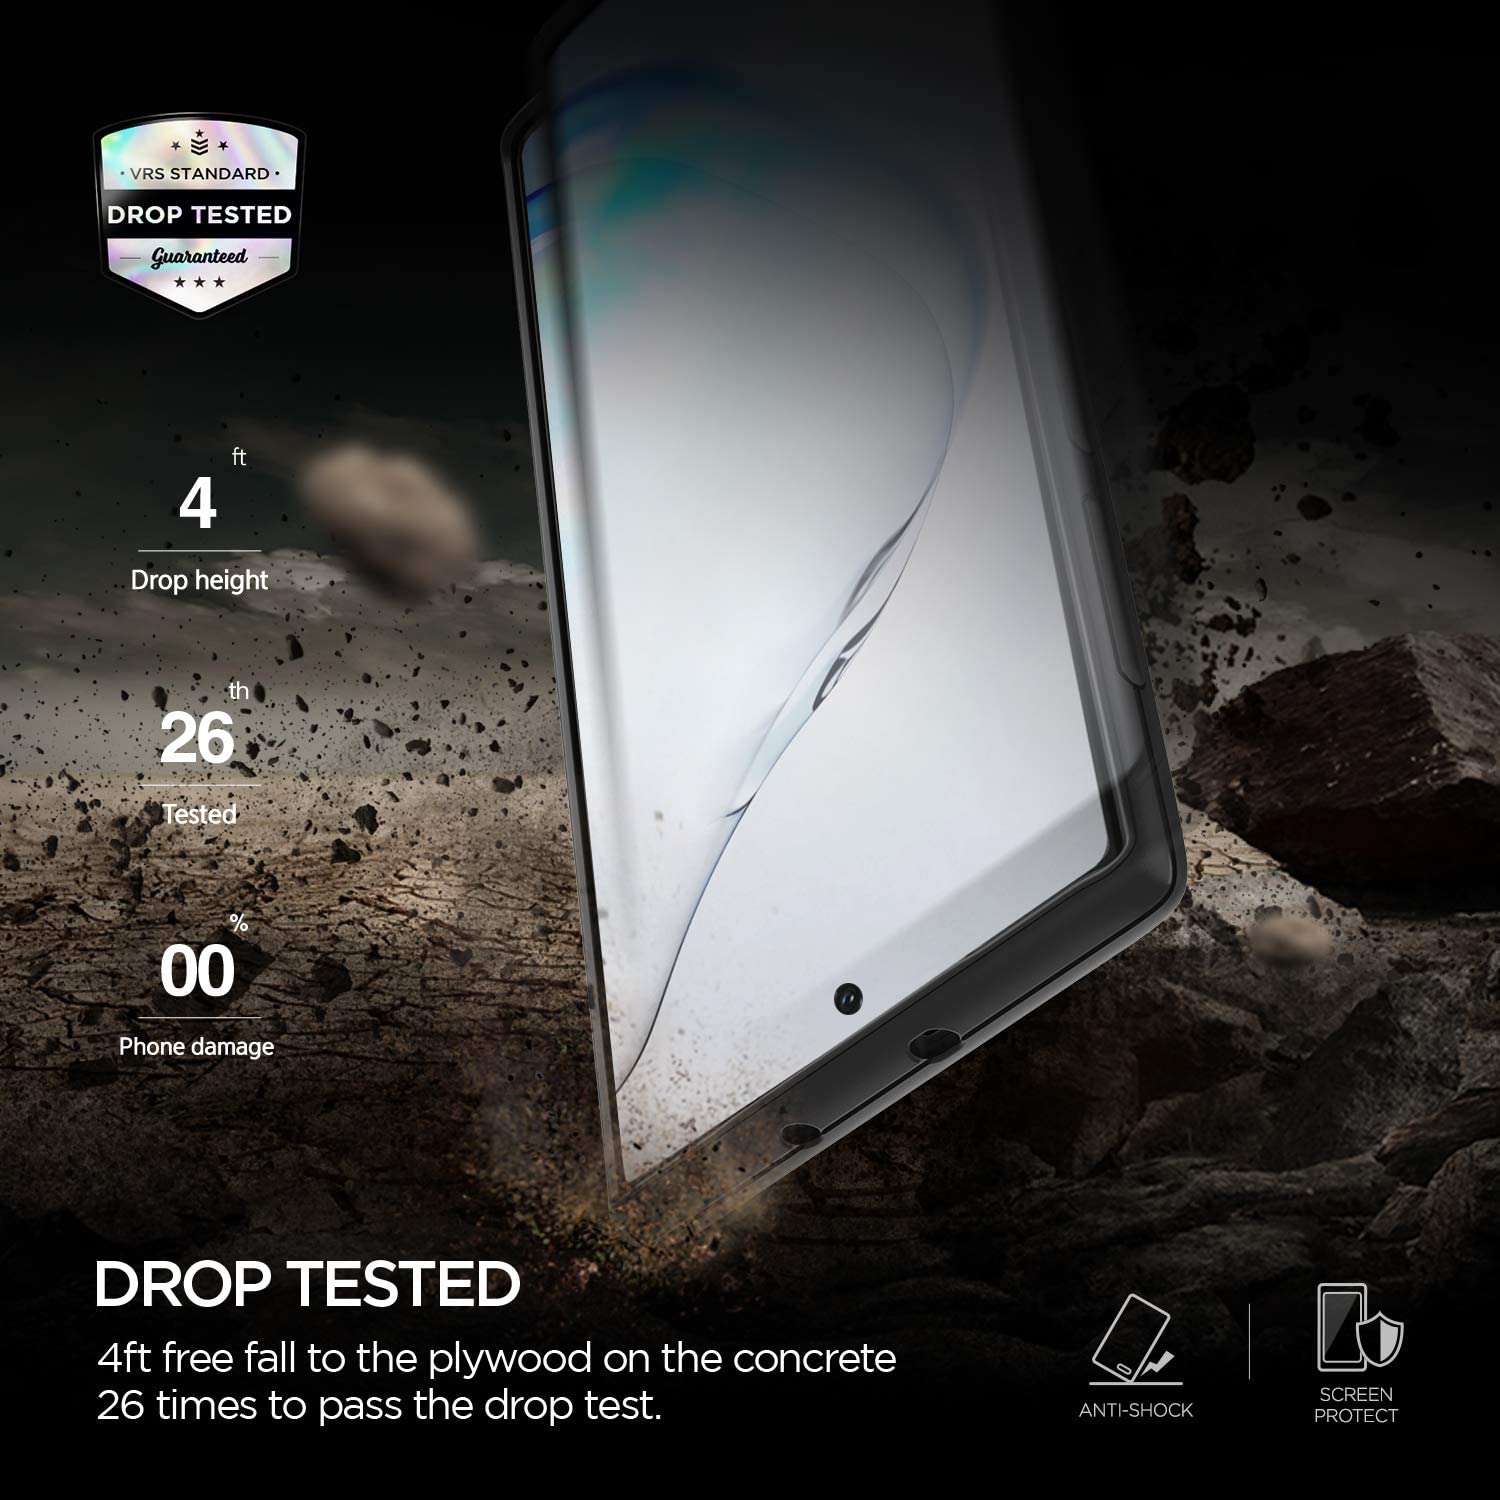 · VRS STANDARD ·
DROP TESTED
Guaranteed
ft
4
Drop height
th
26
Tested
%
00
Phone damage
DROP TESTED
4ft free fall to the plywood on the concrete
26 times to pass the drop test.
ANTI-SHOCK
SCREEN
PROTECT